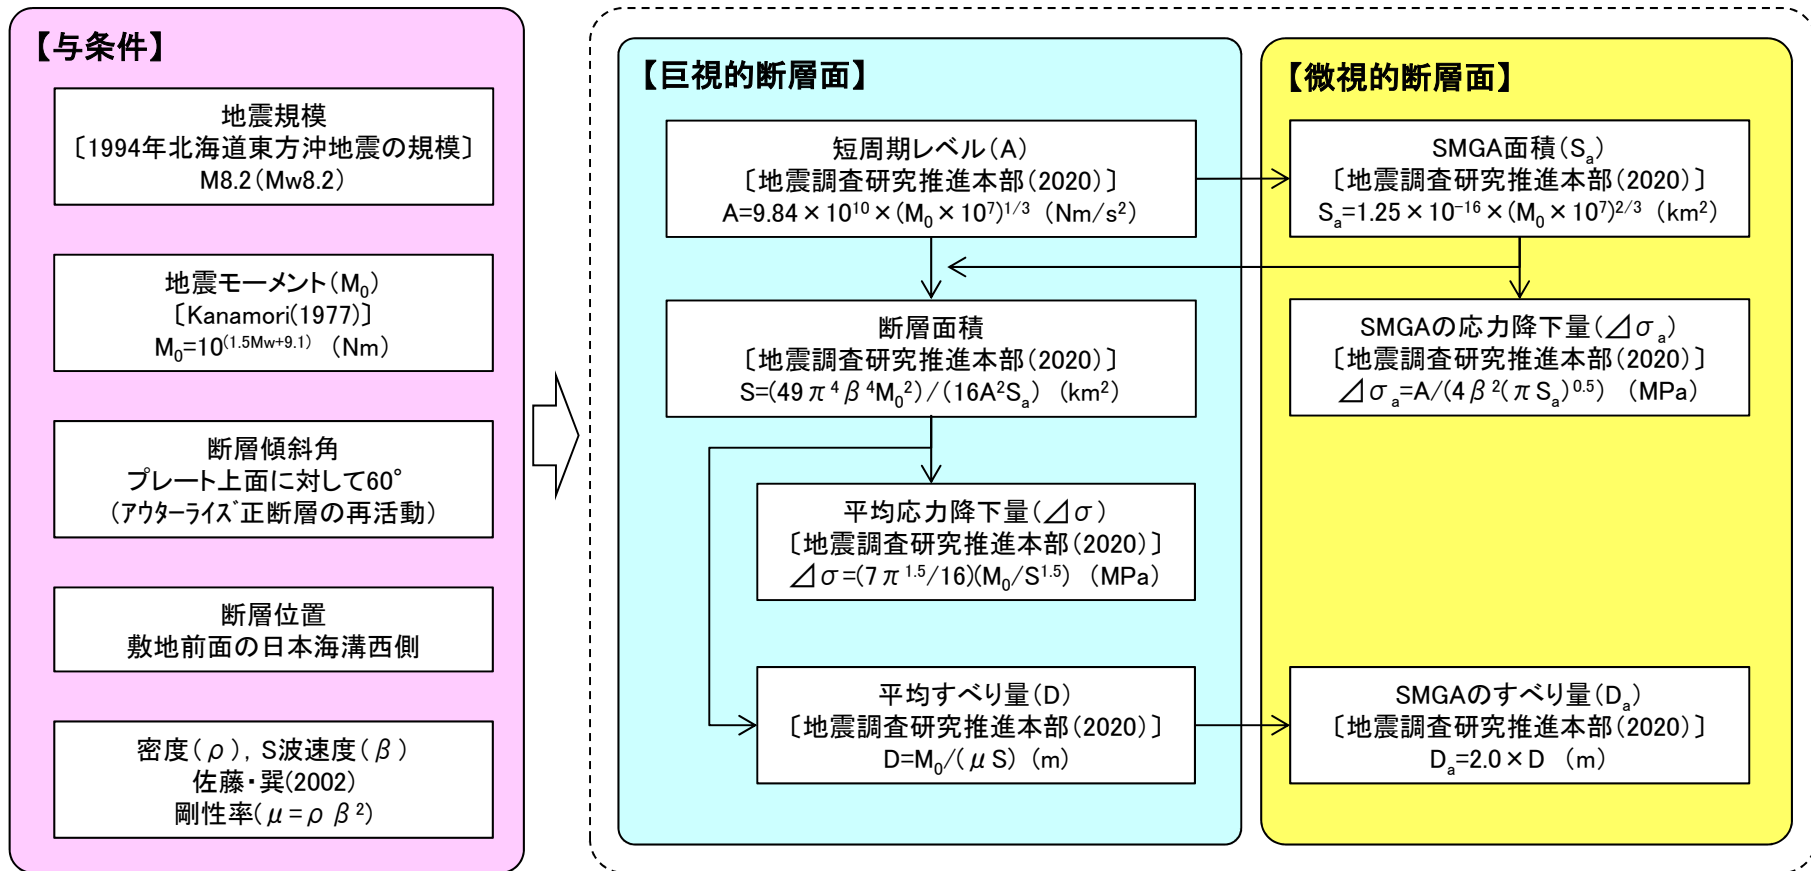 【与条件】
地震規模
〔1994年北海道東方沖地震の規模〕
M8.2(Mw8.2)
地震モーメント(M₀)
〔Kanamori(1977)〕
M₀=10⁽¹·⁵ᴹʷ⁺⁹·¹⁾ (Nm)
断層傾斜角
プレート上面に対して60°
(アウターライズ正断層の再活動)
断層位置
敷地前面の日本海溝西側
密度(ρ), S波速度(β)
佐藤・巽(2002)
剛性率(μ=ρβ²)
【巨視的断層面】
短周期レベル(A)
〔地震調査研究推進本部(2020)〕
A=9.84×10¹⁰×(M₀×10⁷)¹/³ (Nm/s²)
断層面積
〔地震調査研究推進本部(2020)〕
S=(49π⁴β⁴M₀²)/(16A²Sₐ) (km²)
平均応力降下量(⊿σ)
〔地震調査研究推進本部(2020)〕
⊿σ=(7π¹·⁵/16)(M₀/S¹·⁵) (MPa)
平均すべり量(D)
〔地震調査研究推進本部(2020)〕
D=M₀/(μS) (m)
【微視的断層面】
SMGA面積(Sₐ)
〔地震調査研究推進本部(2020)〕
Sₐ=1.25×10⁻¹⁶×(M₀×10⁷)²/³ (km²)
SMGAの応力降下量(⊿σₐ)
〔地震調査研究推進本部(2020)〕
⊿σₐ=A/(4β²(πSₐ)⁰·⁵) (MPa)
SMGAのすべり量(Dₐ)
〔地震調査研究推進本部(2020)〕
Dₐ=2.0×D (m)